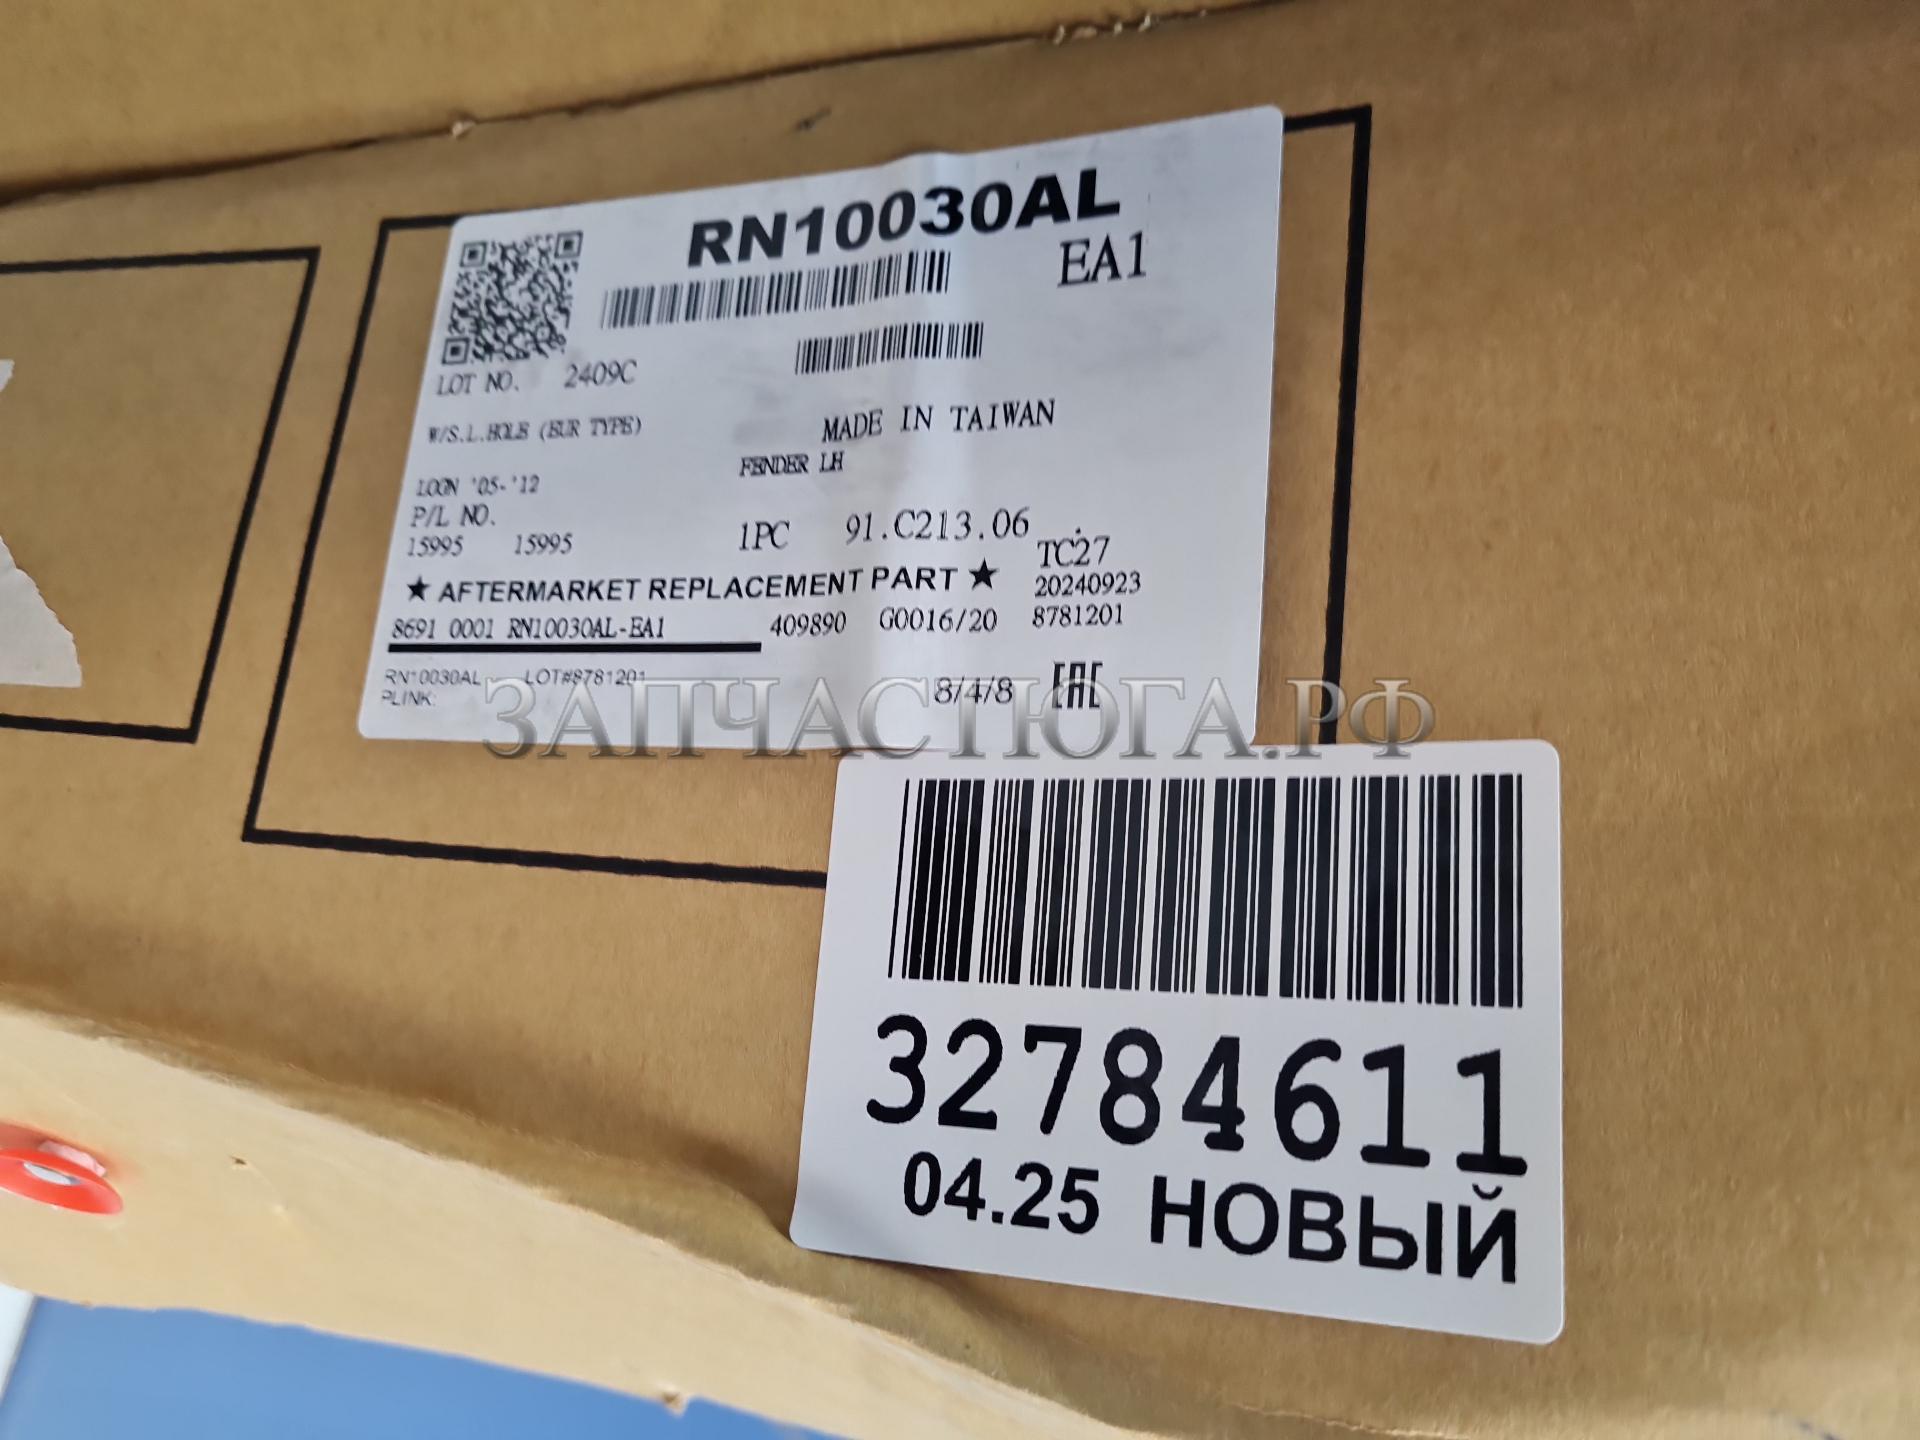 RN10030AL
EA1
LOT NO. 2409C
W/S.L.HOLE (EUR TYPE)
MADE IN TAIWAN
FENDER LH
LOGN '05-'12
P/L NO.
15995 15995
1PC 91.C213.06
TC27
★ AFTERMARKET REPLACEMENT PART ★
20240923
8691 0001 RN10030AL-EA1 409890 G0016/20 8781201
RN10030AL LOT#8781201
PLINK:
8/4/8 EAC
ЗАПЧАСТЮГА.РФ
32784611
04.25 НОВЫЙ